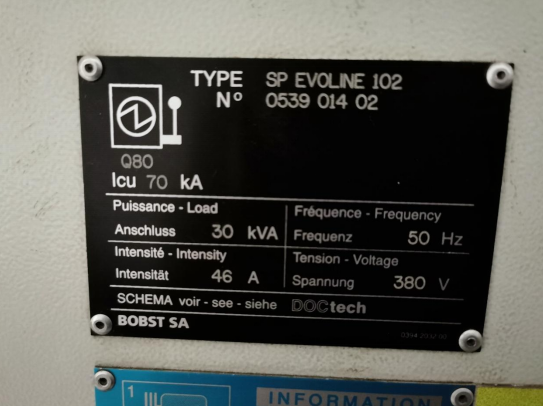 TYPE SP EVOLINE 102
N° 0539 014 02
Q80
Icu 70 kA
Puissance - Load
Anschluss 30 kVA
Fréquence - Frequency
Frequenz 50 Hz
Intensité - Intensity
Intensität 46 A
Tension - Voltage
Spannung 380 V
SCHEMA voir - see - siehe DOCtech
BOBST SA
1
INFORMATION